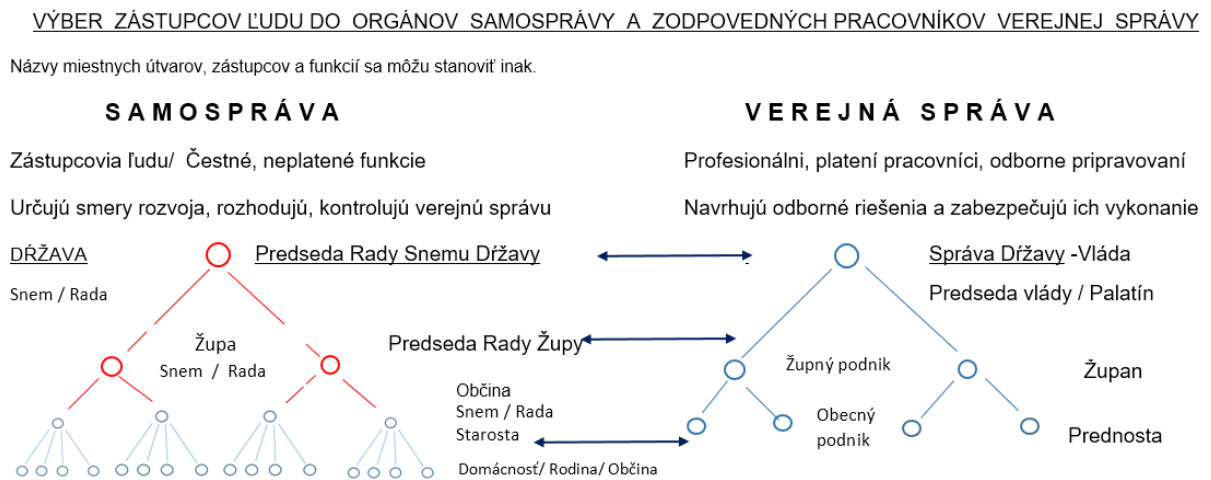 VÝBER ZÁSTUPCOV ĽUDU DO ORGÁNOV SAMOSPRÁVY A ZODPOVEDNÝCH PRACOVNÍKOV VEREJNEJ SPRÁVY
Názvy miestnych útvarov, zástupcov a funkcií sa môžu stanoviť inak.
SAMOSPRÁVA
VEREJNÁ SPRÁVA
Zástupcovia ľudu/ Čestné, neplatené funkcie
Profesionálni, platení pracovníci, odborne pripravovaní
Určujú smery rozvoja, rozhodujú, kontrolujú verejnú správu
Navrhujú odborné riešenia a zabezpečujú ich vykonanie
DŔŽAVA
Predseda Rady Snemu Dŕžavy
Správa Dŕžavy -Vláda
Snem / Rada
Predseda vlády / Palatín
Župa
Snem / Rada
Predseda Rady Župy
Župný podnik
Župan
Občina
Snem / Rada
Starosta
Obecný
podnik
Prednosta
Domácnosť/ Rodina/ Občina